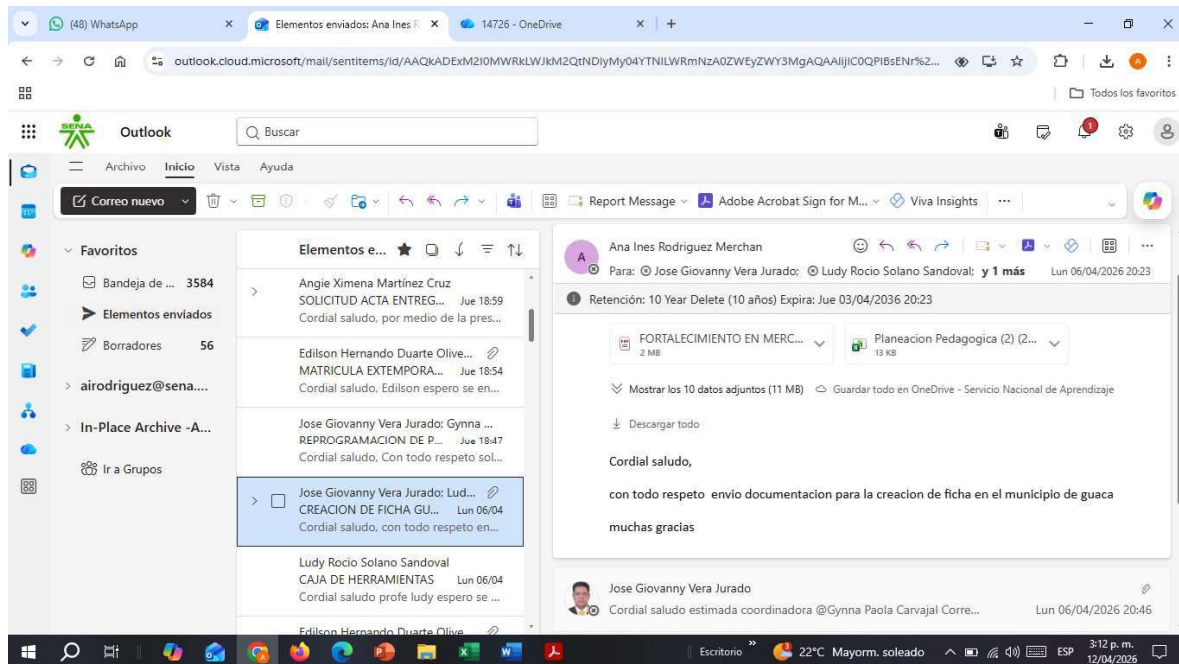 (48) WhatsApp
Elementos enviados: Ana Ines R
14726 - OneDrive
outlook.cloud.microsoft/mail/sentitems/id/AAQkADExM2I0MWRkLWJkM2QtNDIyMy04YTNILWRmNzA0ZWEyZWY3MgAQAAIijIC0QPIBsENr%2...
Todos los favoritos
SENA
Outlook
Buscar
1
Archivo Inicio Vista Ayuda
Correo nuevo
Report Message
Adobe Acrobat Sign for M...
Viva Insights
Favoritos
Bandeja de ... 3584
Elementos enviados
Borradores 56
airodriguez@sena....
In-Place Archive -A...
Ir a Grupos
Elementos e...
Angie Ximena Martínez Cruz
SOLICITUD ACTA ENTREG... Jue 18:59
Cordial saludo, por medio de la pres...
Edilson Hernando Duarte Olive...
MATRICULA EXTEMPORA... Jue 18:54
Cordial saludo, Edilson espero se en...
Jose Giovanny Vera Jurado; Gynna ...
REPROGRAMACION DE P... Jue 18:47
Cordial saludo, Con todo respeto sol...
Jose Giovanny Vera Jurado; Lud...
CREACION DE FICHA GU... Lun 06/04
Cordial saludo, con todo respeto en...
Ludy Rocio Solano Sandoval
CAJA DE HERRAMIENTAS Lun 06/04
Cordial saludo profe ludy espero se ...
Edilson Hernando Duarte Olive...
A
Ana Ines Rodriguez Merchan
Para: Jose Giovanny Vera Jurado; Ludy Rocio Solano Sandoval; y 1 más Lun 06/04/2026 20:23
Retención: 10 Year Delete (10 años) Expira: Jue 03/04/2036 20:23
FORTALECIMIENTO EN MERC...
2 MB
Planeacion Pedagogica (2) (2...
13 KB
Mostrar los 10 datos adjuntos (11 MB) Guardar todo en OneDrive - Servicio Nacional de Aprendizaje
Descargar todo
Cordial saludo,
con todo respeto envio documentacion para la creacion de ficha en el municipio de guaca
muchas gracias
Jose Giovanny Vera Jurado
Cordial saludo estimada coordinadora @Gynna Paola Carvajal Corre... Lun 06/04/2026 20:46
Escritorio
22°C Mayorm. soleado
ESP
3:12 p. m.
12/04/2026